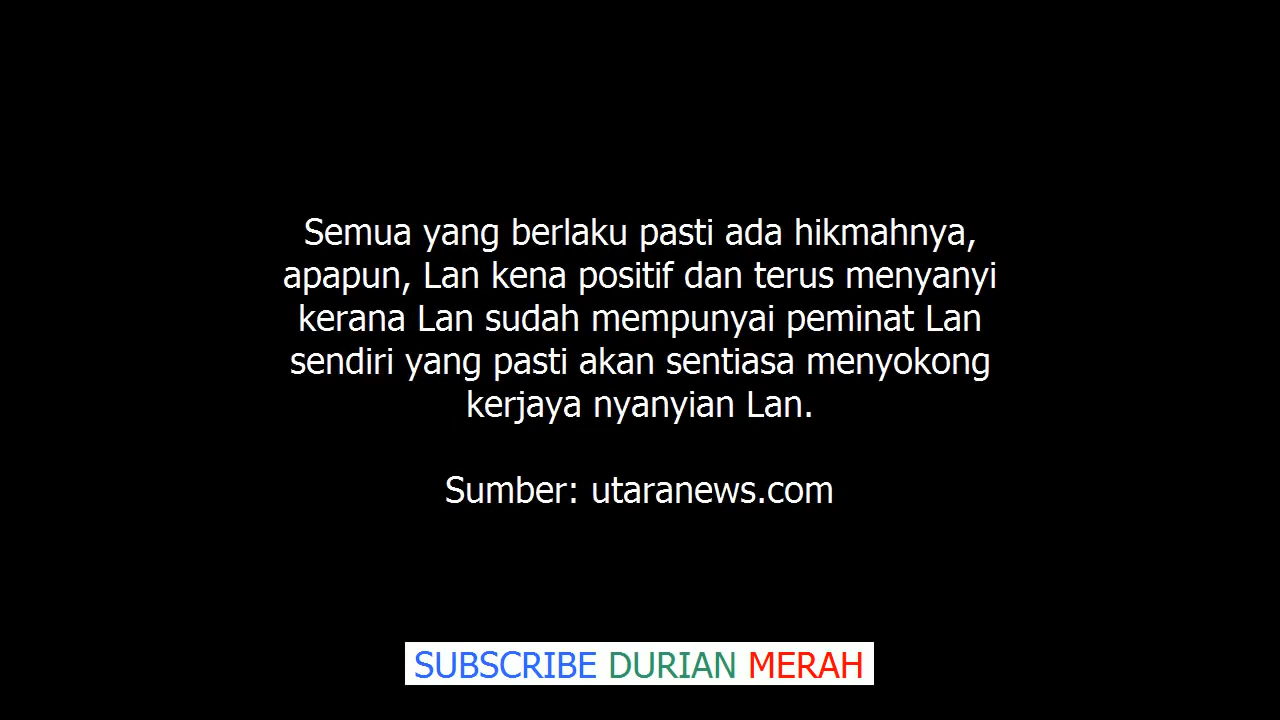 Semua yang berlaku pasti ada hikmahnya,
apapun, Lan kena positif dan terus menyanyi
kerana Lan sudah mempunyai peminat Lan
sendiri yang pasti akan sentiasa menyokong
kerjaya nyanyian Lan.
Sumber: utaranews.com
SUBSCRIBE DURIAN MERAH